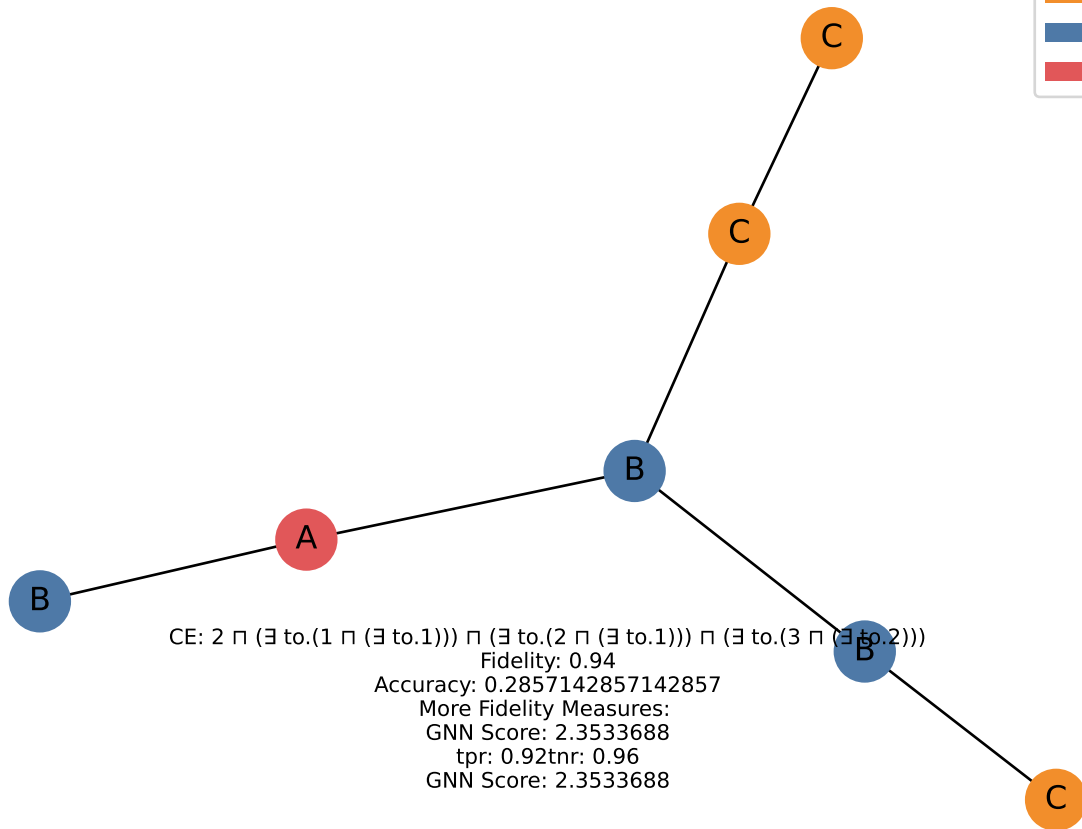 C
C
B
A
B
CE: 2 ⊓ (∃ to.(1 ⊓ (∃ to.1))) ⊓ (∃ to.(2 ⊓ (∃ to.1))) ⊓ (∃ to.(3 ⊓ (∃ to.2)))
B
Fidelity: 0.94
Accuracy: 0.2857142857142857
More Fidelity Measures:
GNN Score: 2.3533688
tpr: 0.92tnr: 0.96
GNN Score: 2.3533688
C